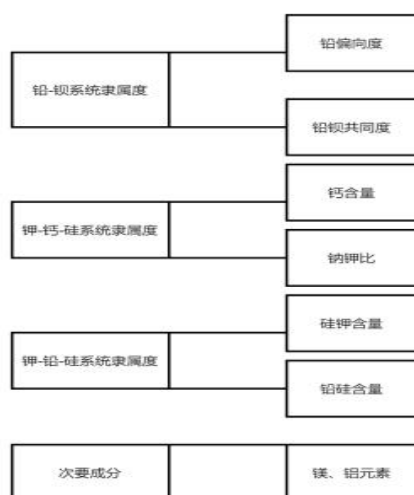 铅偏向度
铅-钡系统隶属度
铅钡共同度
钙含量
钾-钙-硅系统隶属度
钠钾比
硅钾含量
钾-铅-硅系统隶属度
铅硅含量
次要成分
镁、铝元素